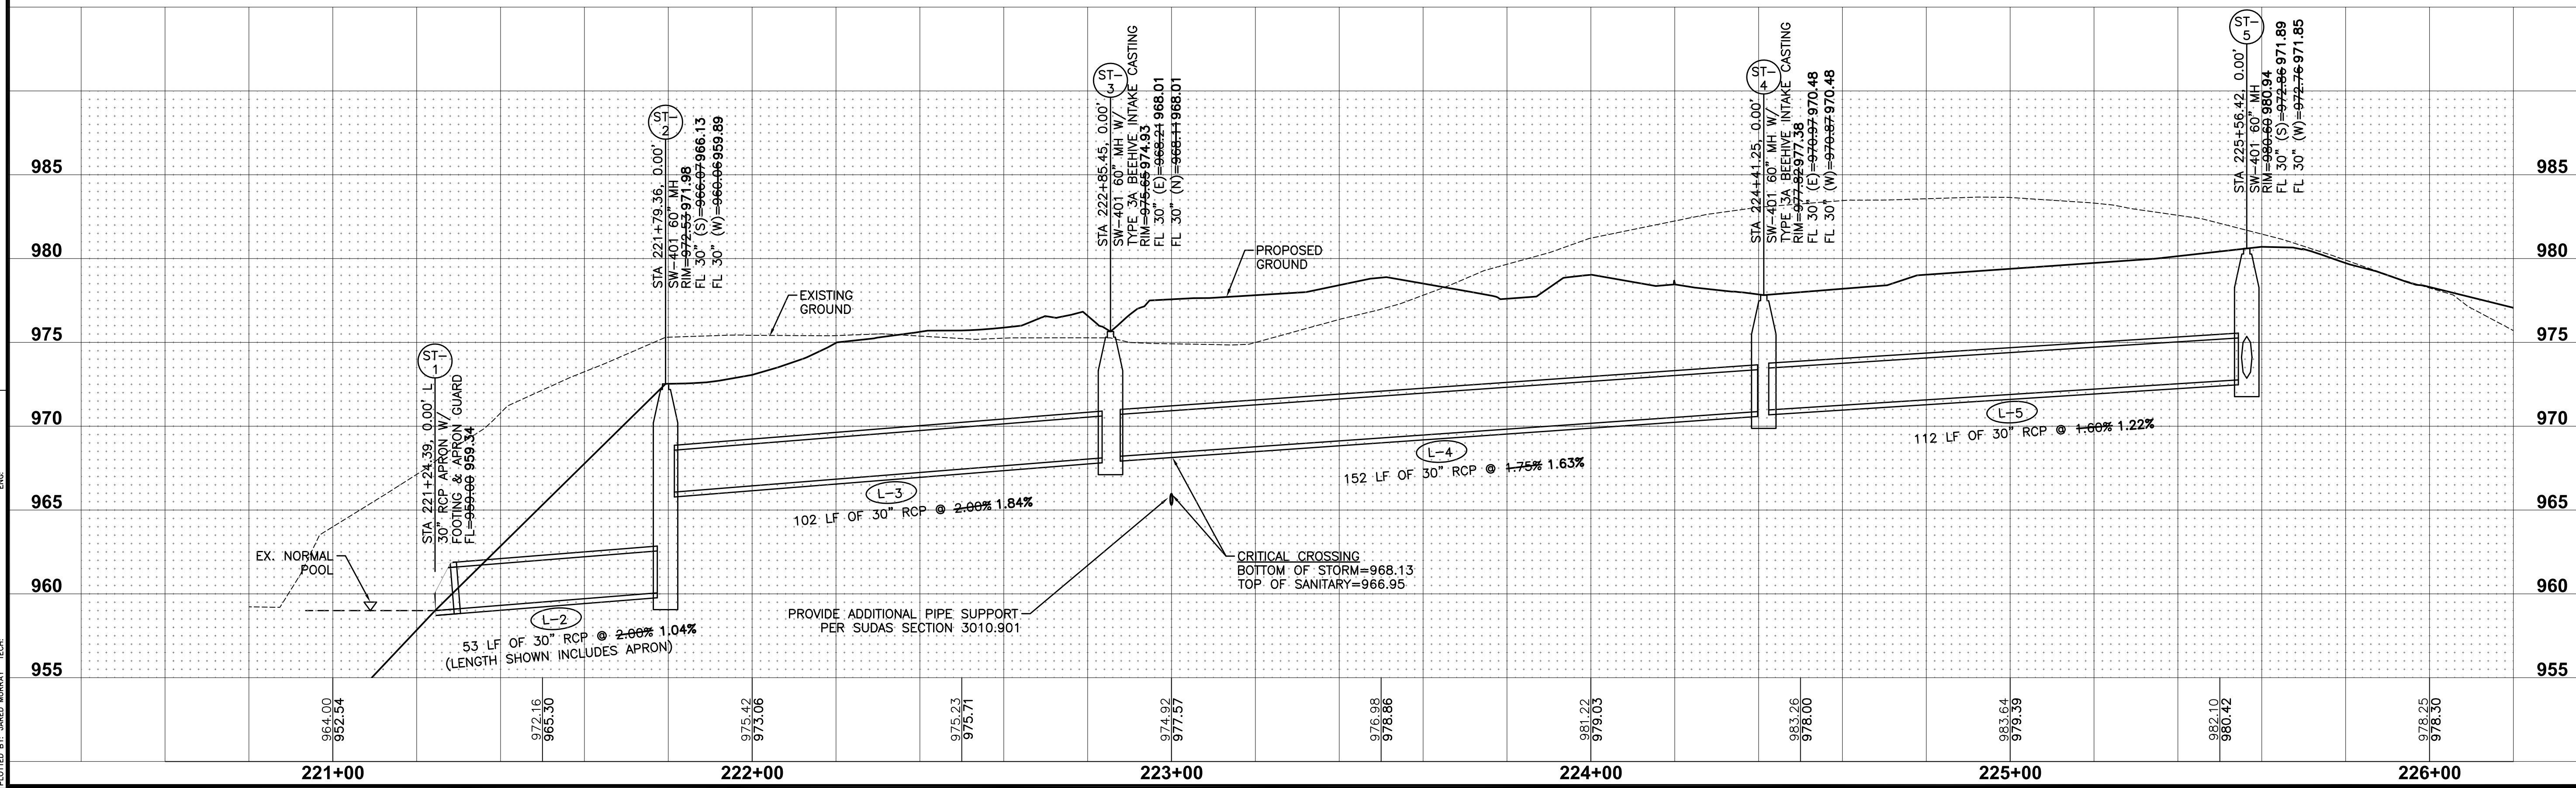 ST-
1
STA 221+24.39, 0.00' L
30" RCP APRON W/
FOOTING & APRON GUARD
FL=959.00 959.34
ST-
2
STA 221+79.36, 0.00'
SW-401 60" MH
RIM=972.53 971.98
FL 30" (S)=966.07 966.13
FL 30" (W)=960.06 959.89
ST-
3
STA 222+85.45, 0.00'
SW-401 60" MH W/
TYPE 3A BEEHIVE INTAKE CASTING
RIM=975.65 974.93
FL 30" (E)=968.21 968.01
FL 30" (N)=968.11 968.01
ST-
4
STA 224+41.25, 0.00'
SW-401 60" MH W/
TYPE 3A BEEHIVE INTAKE CASTING
RIM=977.82 977.38
FL 30" (E)=970.97 970.48
FL 30" (W)=970.87 970.48
ST-
5
STA 225+56.42, 0.00'
SW-401 60" MH
RIM=980.60 980.94
FL 30" (S)=972.86 971.89
FL 30" (W)=972.76 971.85
985
980
975
970
965
960
955
985
980
975
970
965
960
955
EXISTING
GROUND
PROPOSED
GROUND
EX. NORMAL
POOL
L-2
53 LF OF 30" RCP @ 2.00% 1.04%
(LENGTH SHOWN INCLUDES APRON)
L-3
102 LF OF 30" RCP @ 2.00% 1.84%
L-4
152 LF OF 30" RCP @ 1.75% 1.63%
L-5
112 LF OF 30" RCP @ 1.60% 1.22%
CRITICAL CROSSING
BOTTOM OF STORM=968.13
TOP OF SANITARY=966.95
PROVIDE ADDITIONAL PIPE SUPPORT
PER SUDAS SECTION 3010.901
964.00
952.54
972.16
965.30
975.42
973.06
975.23
975.71
974.92
977.57
976.98
978.86
981.22
979.03
983.26
978.00
983.64
979.39
982.10
980.42
978.25
978.30
221+00
222+00
223+00
224+00
225+00
226+00
ENG:
PLOTTED BY: JARED MURRAY TECH: